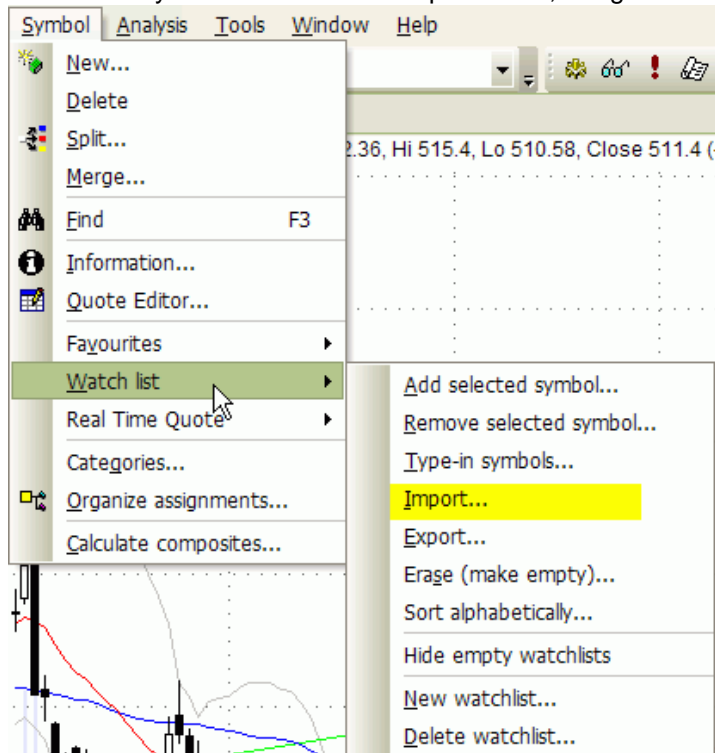 Symbol Analysis Tools Window Help
New...
Delete
Split...
2.36, Hi 515.4, Lo 510.58, Close 511.4 (-
Merge...
Find F3
Information...
Quote Editor...
Favourites
Watch list
Real Time Quote
Categories...
Organize assignments...
Calculate composites...
Add selected symbol...
Remove selected symbol...
Type-in symbols...
Import...
Export...
Erase (make empty)...
Sort alphabetically...
Hide empty watchlists
New watchlist...
Delete watchlist...